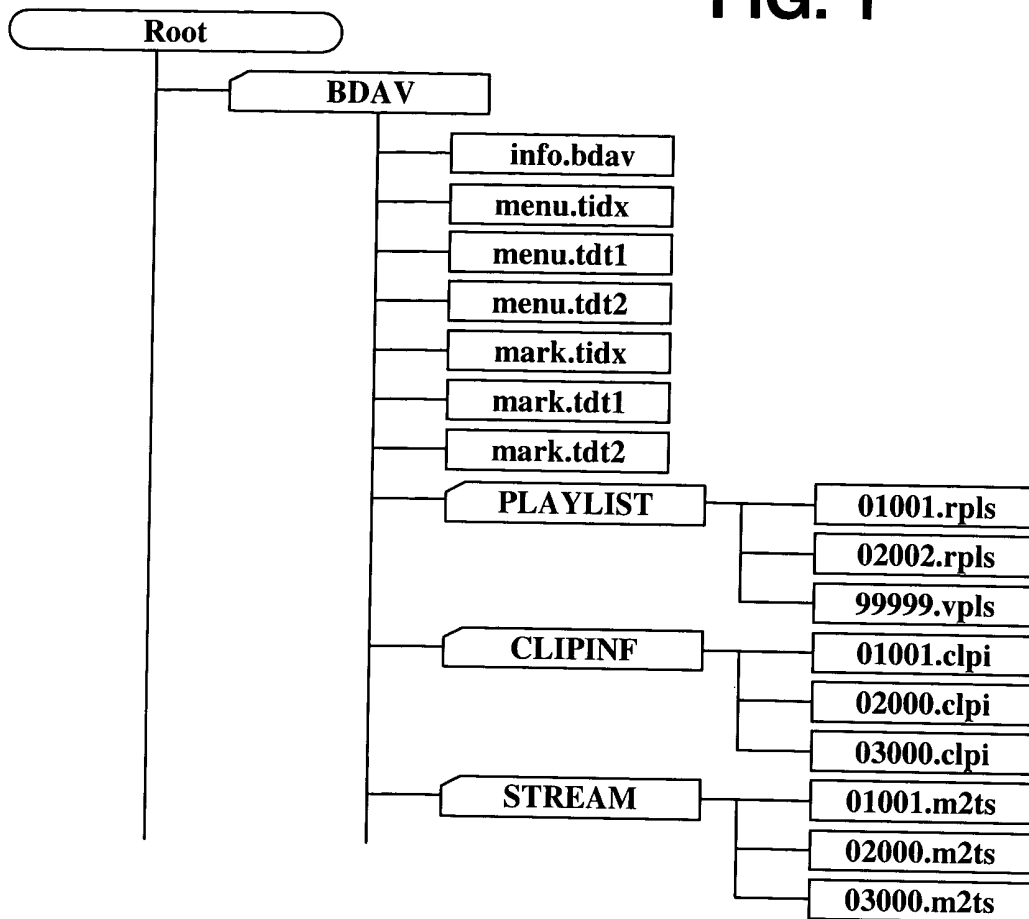 FIG. 1
Root
BDAV
info.bdav
menu.tidx
menu.tdt1
menu.tdt2
mark.tidx
mark.tdt1
mark.tdt2
PLAYLIST
01001.rpls
02002.rpls
99999.vpls
CLIPINF
01001.clpi
02000.clpi
03000.clpi
STREAM
01001.m2ts
02000.m2ts
03000.m2ts